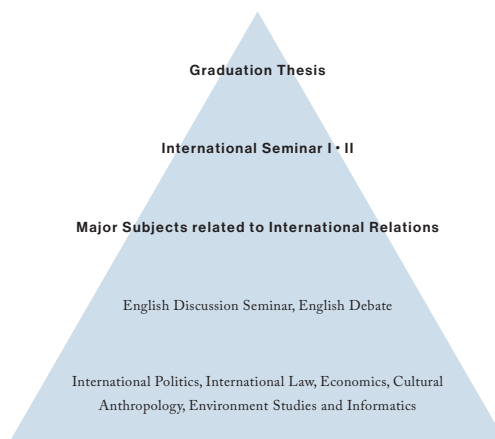 Graduation Thesis
International Seminar I・II
Major Subjects related to International Relations
English Discussion Seminar, English Debate
International Politics, International Law, Economics, Cultural
Anthropology, Environment Studies and Informatics